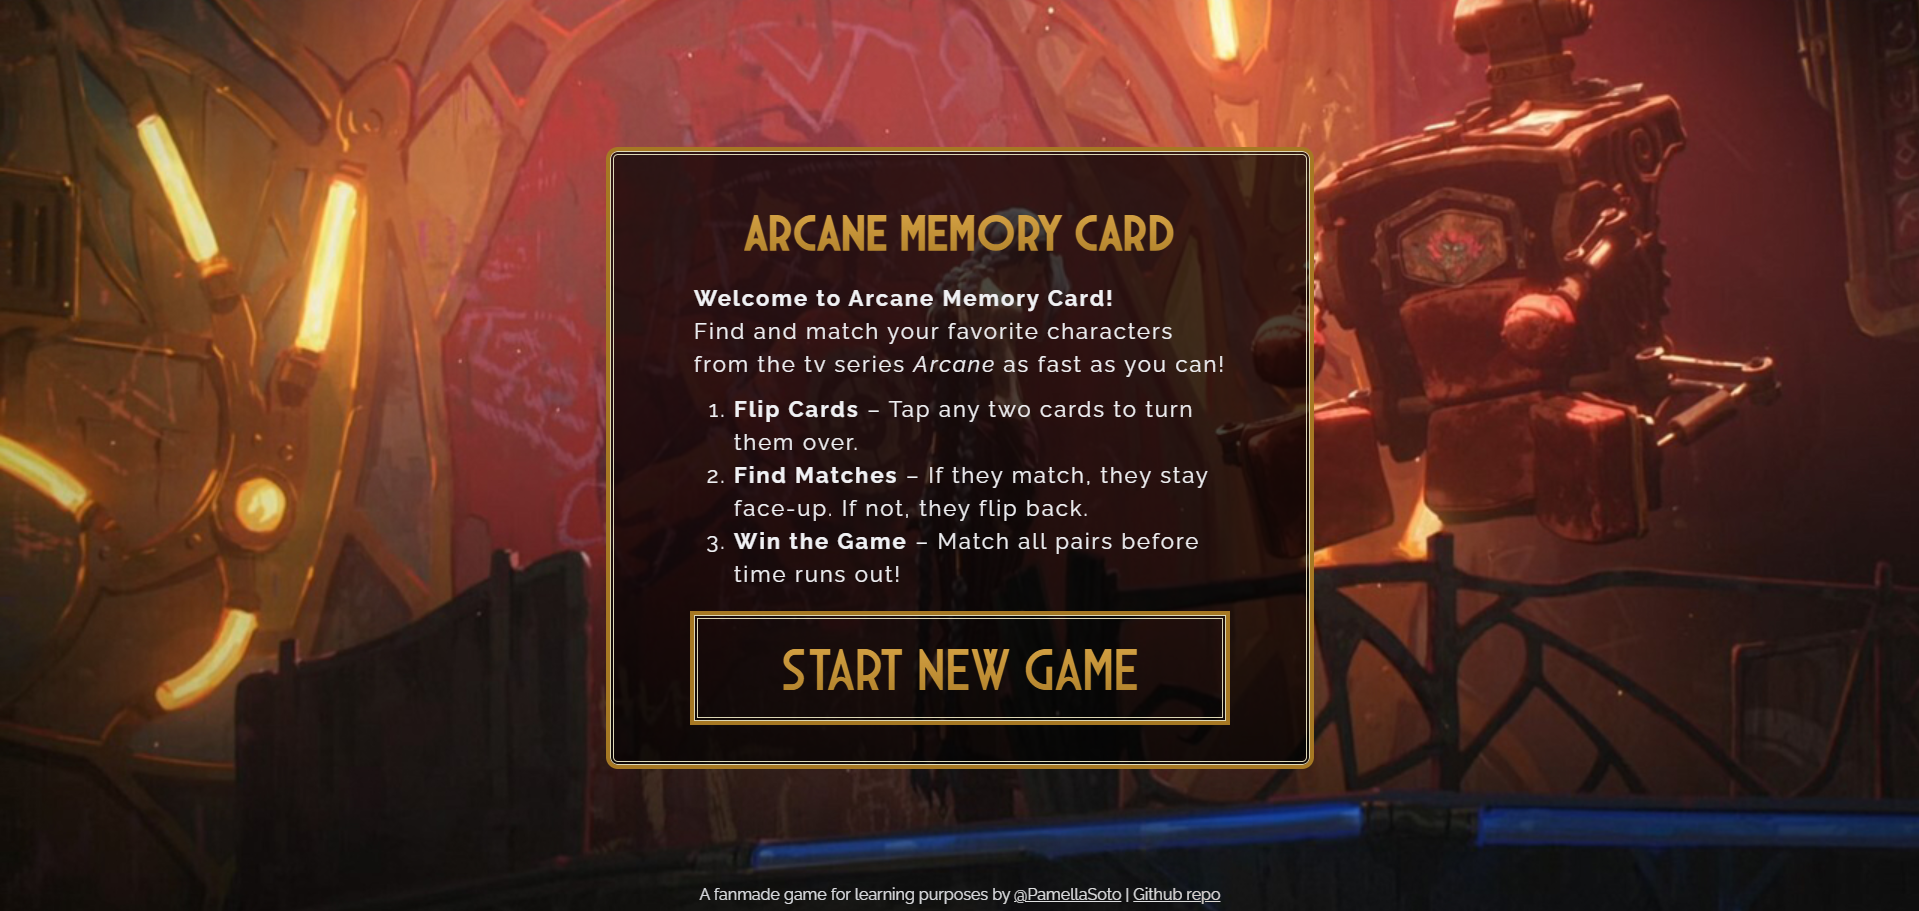 ARCANE MEMORY CARD
Welcome to Arcane Memory Card!
Find and match your favorite characters
from the tv series Arcane as fast as you can!
1. Flip Cards – Tap any two cards to turn
them over.
2. Find Matches – If they match, they stay
face-up. If not, they flip back.
3. Win the Game – Match all pairs before
time runs out!
START NEW GAME
A fanmade game for learning purposes by @PamellaSoto | Github repo